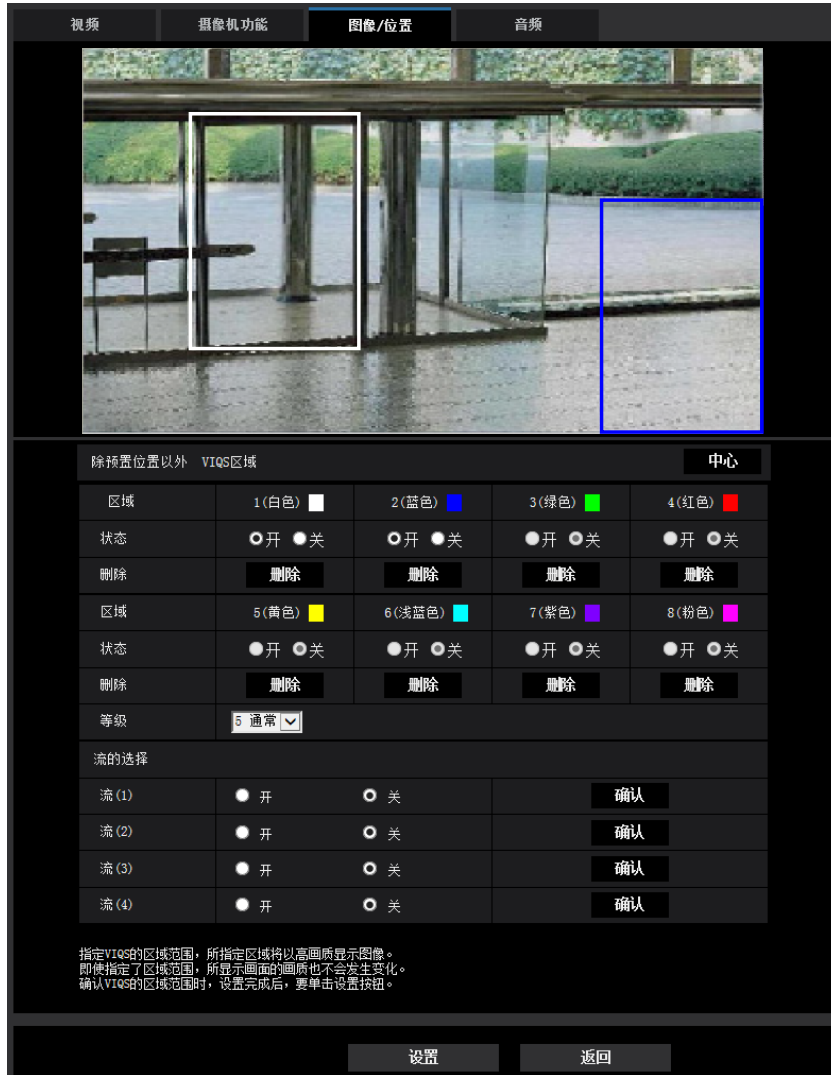 视频 摄像机功能 图像/位置 音频
除预置位置以外 VIQS区域 中心
区域 1(白色) 2(蓝色) 3(绿色) 4(红色)
状态 开 关 开 关 开 关 开 关
删除 删除 删除 删除 删除
区域 5(黄色) 6(浅蓝色) 7(紫色) 8(粉色)
状态 开 关 开 关 开 关 开 关
删除 删除 删除 删除 删除
等级 5 通常
流的选择
流(1) 开 关 确认
流(2) 开 关 确认
流(3) 开 关 确认
流(4) 开 关 确认
指定VIQS的区域范围，所指定区域将以高画质显示图像。
即使指定了区域范围，所显示画面的画质也不会发生变化。
确认VIQS的区域范围时，设置完成后，要单击设置按钮。
设置 返回